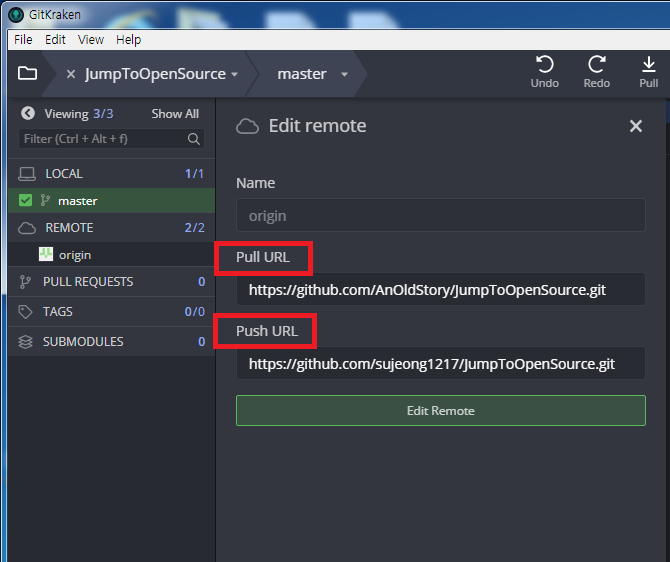 GitKraken
File Edit View Help
JumpToOpenSource master Undo Redo Pull
Viewing 3/3 Show All
Filter (Ctrl + Alt + f)
LOCAL 1/1
master
REMOTE 2/2
origin
PULL REQUESTS 0
TAGS 0/0
SUBMODULES 0
Edit remote
Name
origin
Pull URL
https://github.com/AnOldStory/JumpToOpenSource.git
Push URL
https://github.com/sujeong1217/JumpToOpenSource.git
Edit Remote